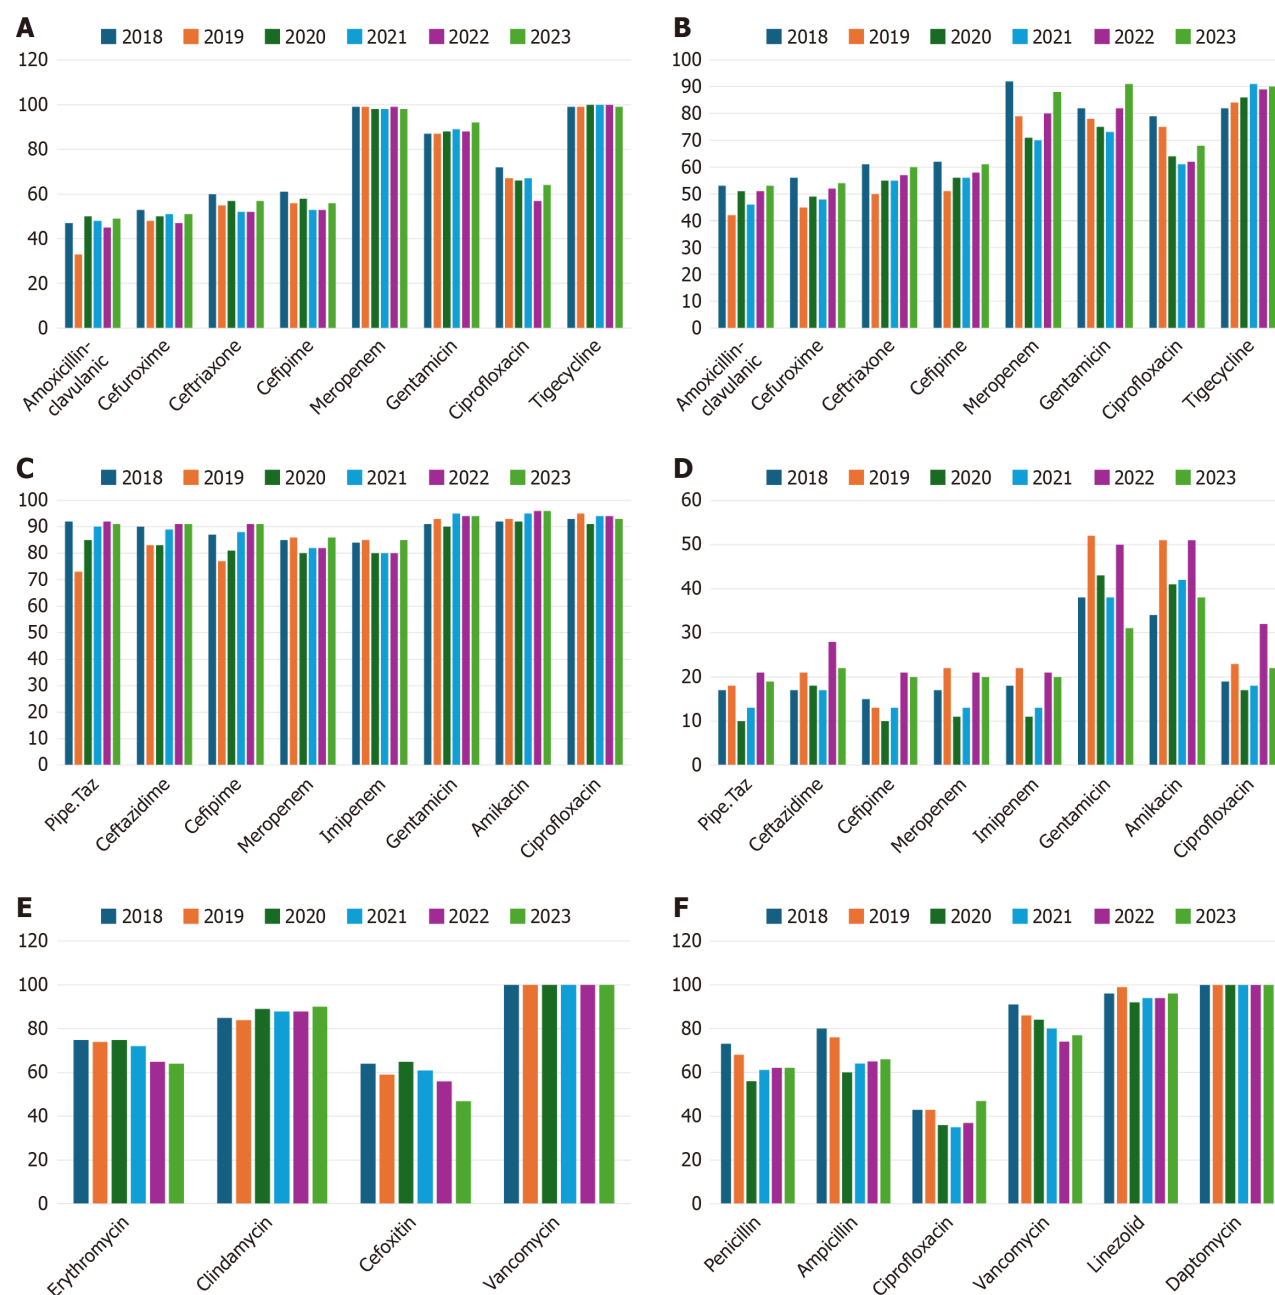 A
2018 2019 2020 2021 2022 2023
120
100
80
60
40
20
0
Amoxicillin-
clavulanic
Cefuroxime
Ceftriaxone
Cefipime
Meropenem
Gentamicin
Ciprofloxacin
Tigecycline
B
2018 2019 2020 2021 2022 2023
100
90
80
70
60
50
40
30
20
10
0
Amoxicillin-
clavulanic
Cefuroxime
Ceftriaxone
Cefipime
Meropenem
Gentamicin
Ciprofloxacin
Tigecycline
C
2018 2019 2020 2021 2022 2023
100
90
80
70
60
50
40
30
20
10
0
Pipe.Taz
Ceftazidime
Cefipime
Meropenem
Imipenem
Gentamicin
Amikacin
Ciprofloxacin
D
2018 2019 2020 2021 2022 2023
60
50
40
30
20
10
0
Pipe.Taz
Ceftazidime
Cefipime
Meropenem
Imipenem
Gentamicin
Amikacin
Ciprofloxacin
E
2018 2019 2020 2021 2022 2023
120
100
80
60
40
20
0
Erythromycin
Clindamycin
Cefoxitin
Vancomycin
F
2018 2019 2020 2021 2022 2023
120
100
80
60
40
20
0
Penicillin
Ampicillin
Ciprofloxacin
Vancomycin
Linezolid
Daptomycin